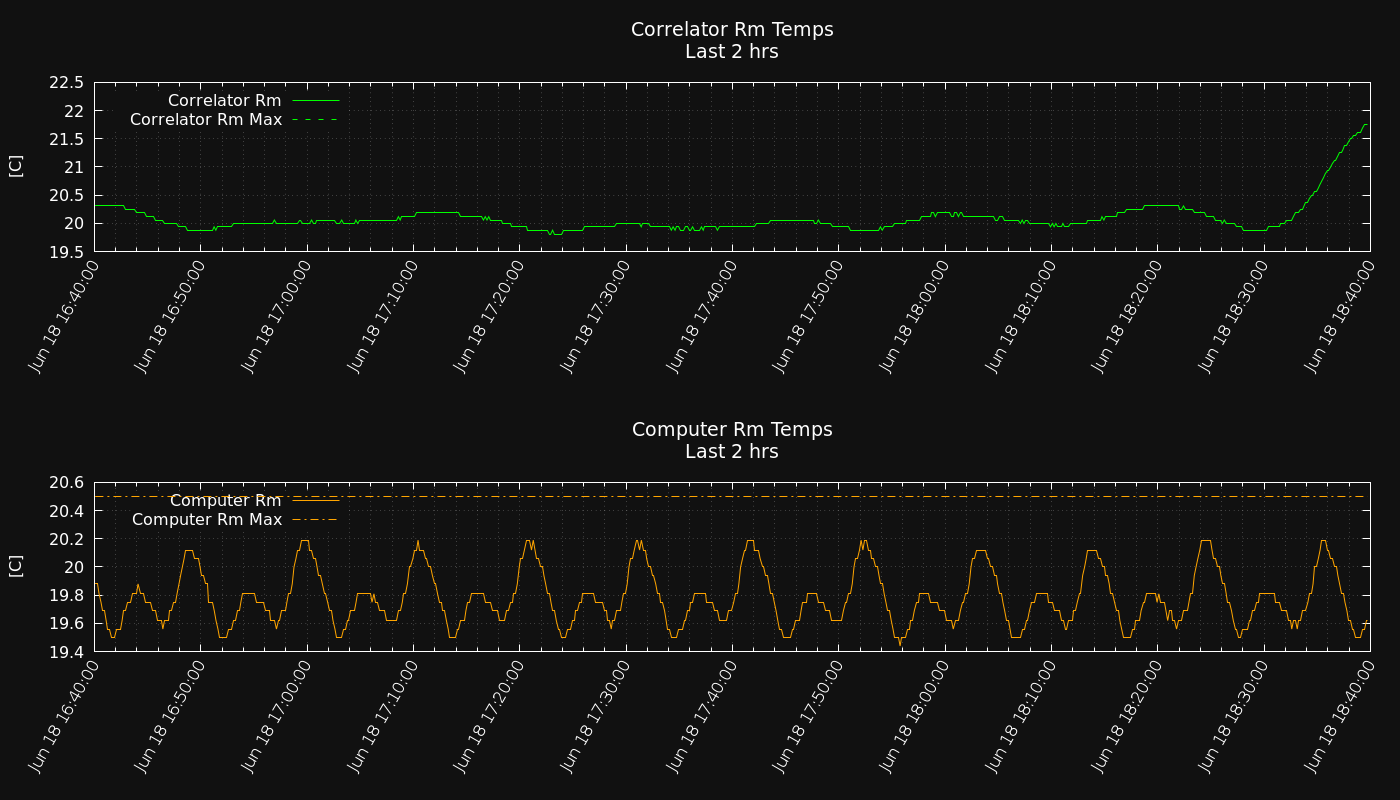 Correlator Rm Temps
Last 2 hrs
22.5
22
21.5
21
20.5
20
19.5
[C]
Correlator Rm
Correlator Rm Max
Jun 18 16:40:00
Jun 18 16:50:00
Jun 18 17:00:00
Jun 18 17:10:00
Jun 18 17:20:00
Jun 18 17:30:00
Jun 18 17:40:00
Jun 18 17:50:00
Jun 18 18:00:00
Jun 18 18:10:00
Jun 18 18:20:00
Jun 18 18:30:00
Jun 18 18:40:00
Computer Rm Temps
Last 2 hrs
20.6
20.4
20.2
20
19.8
19.6
19.4
[C]
Computer Rm
Computer Rm Max
Jun 18 16:40:00
Jun 18 16:50:00
Jun 18 17:00:00
Jun 18 17:10:00
Jun 18 17:20:00
Jun 18 17:30:00
Jun 18 17:40:00
Jun 18 17:50:00
Jun 18 18:00:00
Jun 18 18:10:00
Jun 18 18:20:00
Jun 18 18:30:00
Jun 18 18:40:00